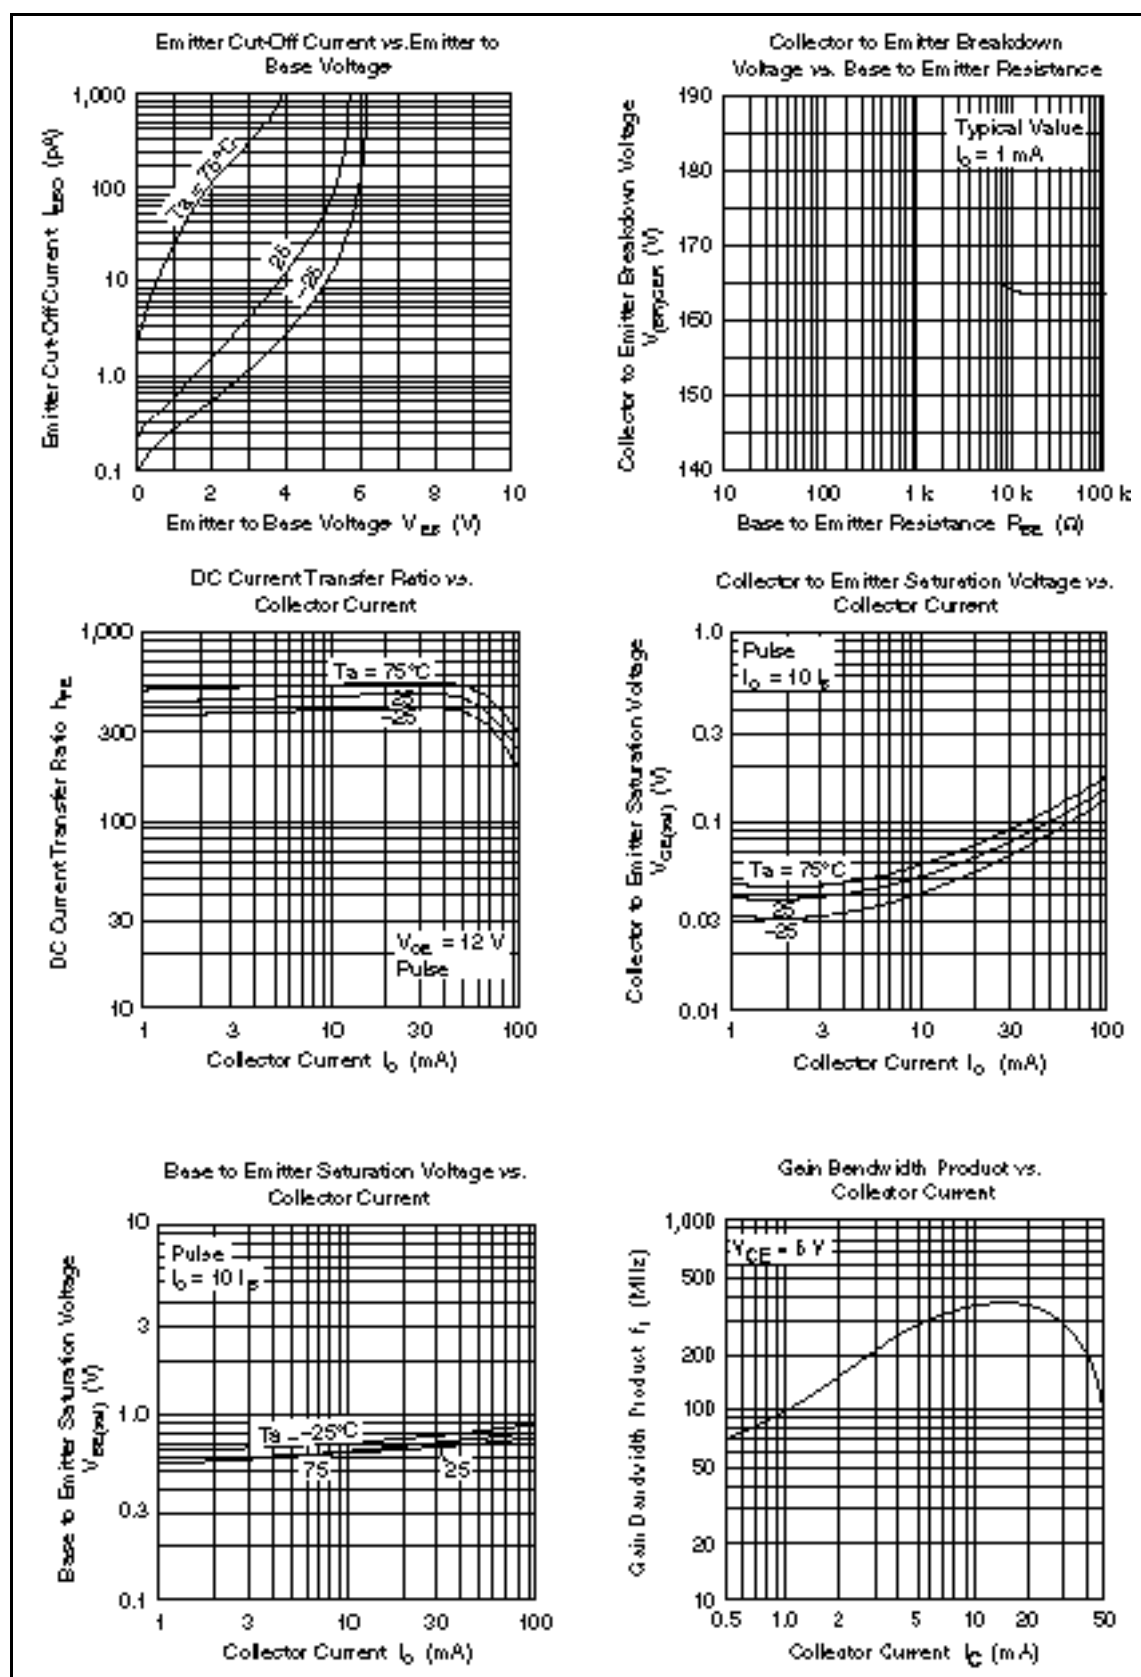 Emitter Cut-Off Current vs. Emitter to
Base Voltage
1,000
100
10
1.0
0.1
Emitter Cut-Off Current I_EBO (pA)
Ta = 75°C
25
-25
0 2 4 6 8 10
Emitter to Base Voltage V_EB (V)
Collector to Emitter Breakdown
Voltage vs. Base to Emitter Resistance
190
180
170
160
150
140
Collector to Emitter Breakdown Voltage
V_(BR)CER (V)
Typical Value
I_C = 1 mA
10 100 1 k 10 k 100 k
Base to Emitter Resistance R_BE (Ω)
DC Current Transfer Ratio vs.
Collector Current
1,000
300
100
30
10
DC Current Transfer Ratio h_FE
Ta = 75°C
25
-25
V_CE = 12 V
Pulse
1 3 10 30 100
Collector Current I_C (mA)
Collector to Emitter Saturation Voltage vs.
Collector Current
1.0
0.3
0.1
0.03
0.01
Collector to Emitter Saturation Voltage
V_CE(sat) (V)
Pulse
I_C = 10 I_B
Ta = 75°C
25
-25
1 3 10 30 100
Collector Current I_C (mA)
Base to Emitter Saturation Voltage vs.
Collector Current
10
3
1.0
0.3
0.1
Base to Emitter Saturation Voltage
V_BE(sat) (V)
Pulse
I_C = 10 I_B
Ta = -25°C
75
25
1 3 10 30 100
Collector Current I_C (mA)
Gain Bandwidth Product vs.
Collector Current
1,000
500
200
100
50
20
10
Gain Bandwidth Product f_T (MHz)
V_CE = 6 V
0.5 1.0 2 5 10 20 50
Collector Current I_C (mA)